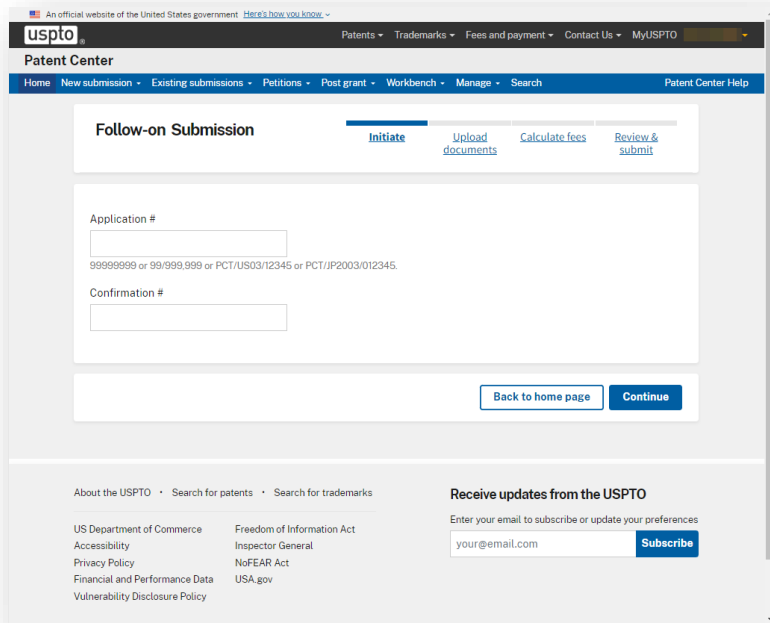 An official website of the United States government Here's how you know
uspto®
Patents Trademarks Fees and payment Contact Us MyUSPTO
Patent Center
Home New submission Existing submissions Petitions Post grant Workbench Manage Search Patent Center Help
Follow-on Submission
Initiate Upload documents Calculate fees Review & submit
Application #
99999999 or 99/999,999 or PCT/US03/12345 or PCT/JP2003/012345.
Confirmation #
Back to home page Continue
About the USPTO • Search for patents • Search for trademarks
US Department of Commerce
Accessibility
Privacy Policy
Financial and Performance Data
Vulnerability Disclosure Policy
Freedom of Information Act
Inspector General
NoFEAR Act
USA.gov
Receive updates from the USPTO
Enter your email to subscribe or update your preferences
your@email.com Subscribe